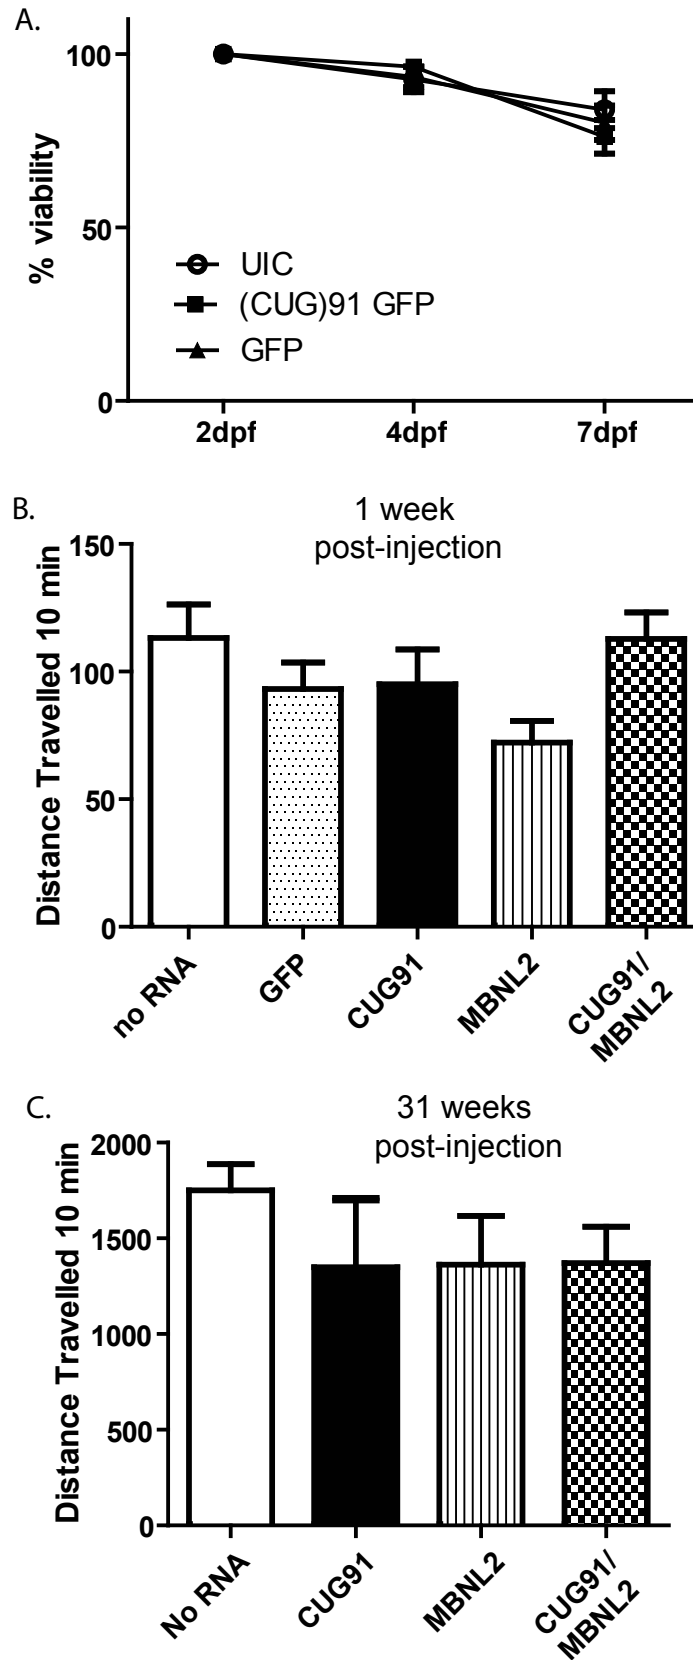 A.
% viability
100
50
0
UIC
(CUG)91 GFP
GFP
2dpf
4dpf
7dpf
B.
1 week
post-injection
Distance Travelled 10 min
150
100
50
0
no RNA
GFP
CUG91
MBNL2
CUG91/
MBNL2
C.
31 weeks
post-injection
Distance Travelled 10 min
2000
1500
1000
500
0
No RNA
CUG91
MBNL2
CUG91/
MBNL2